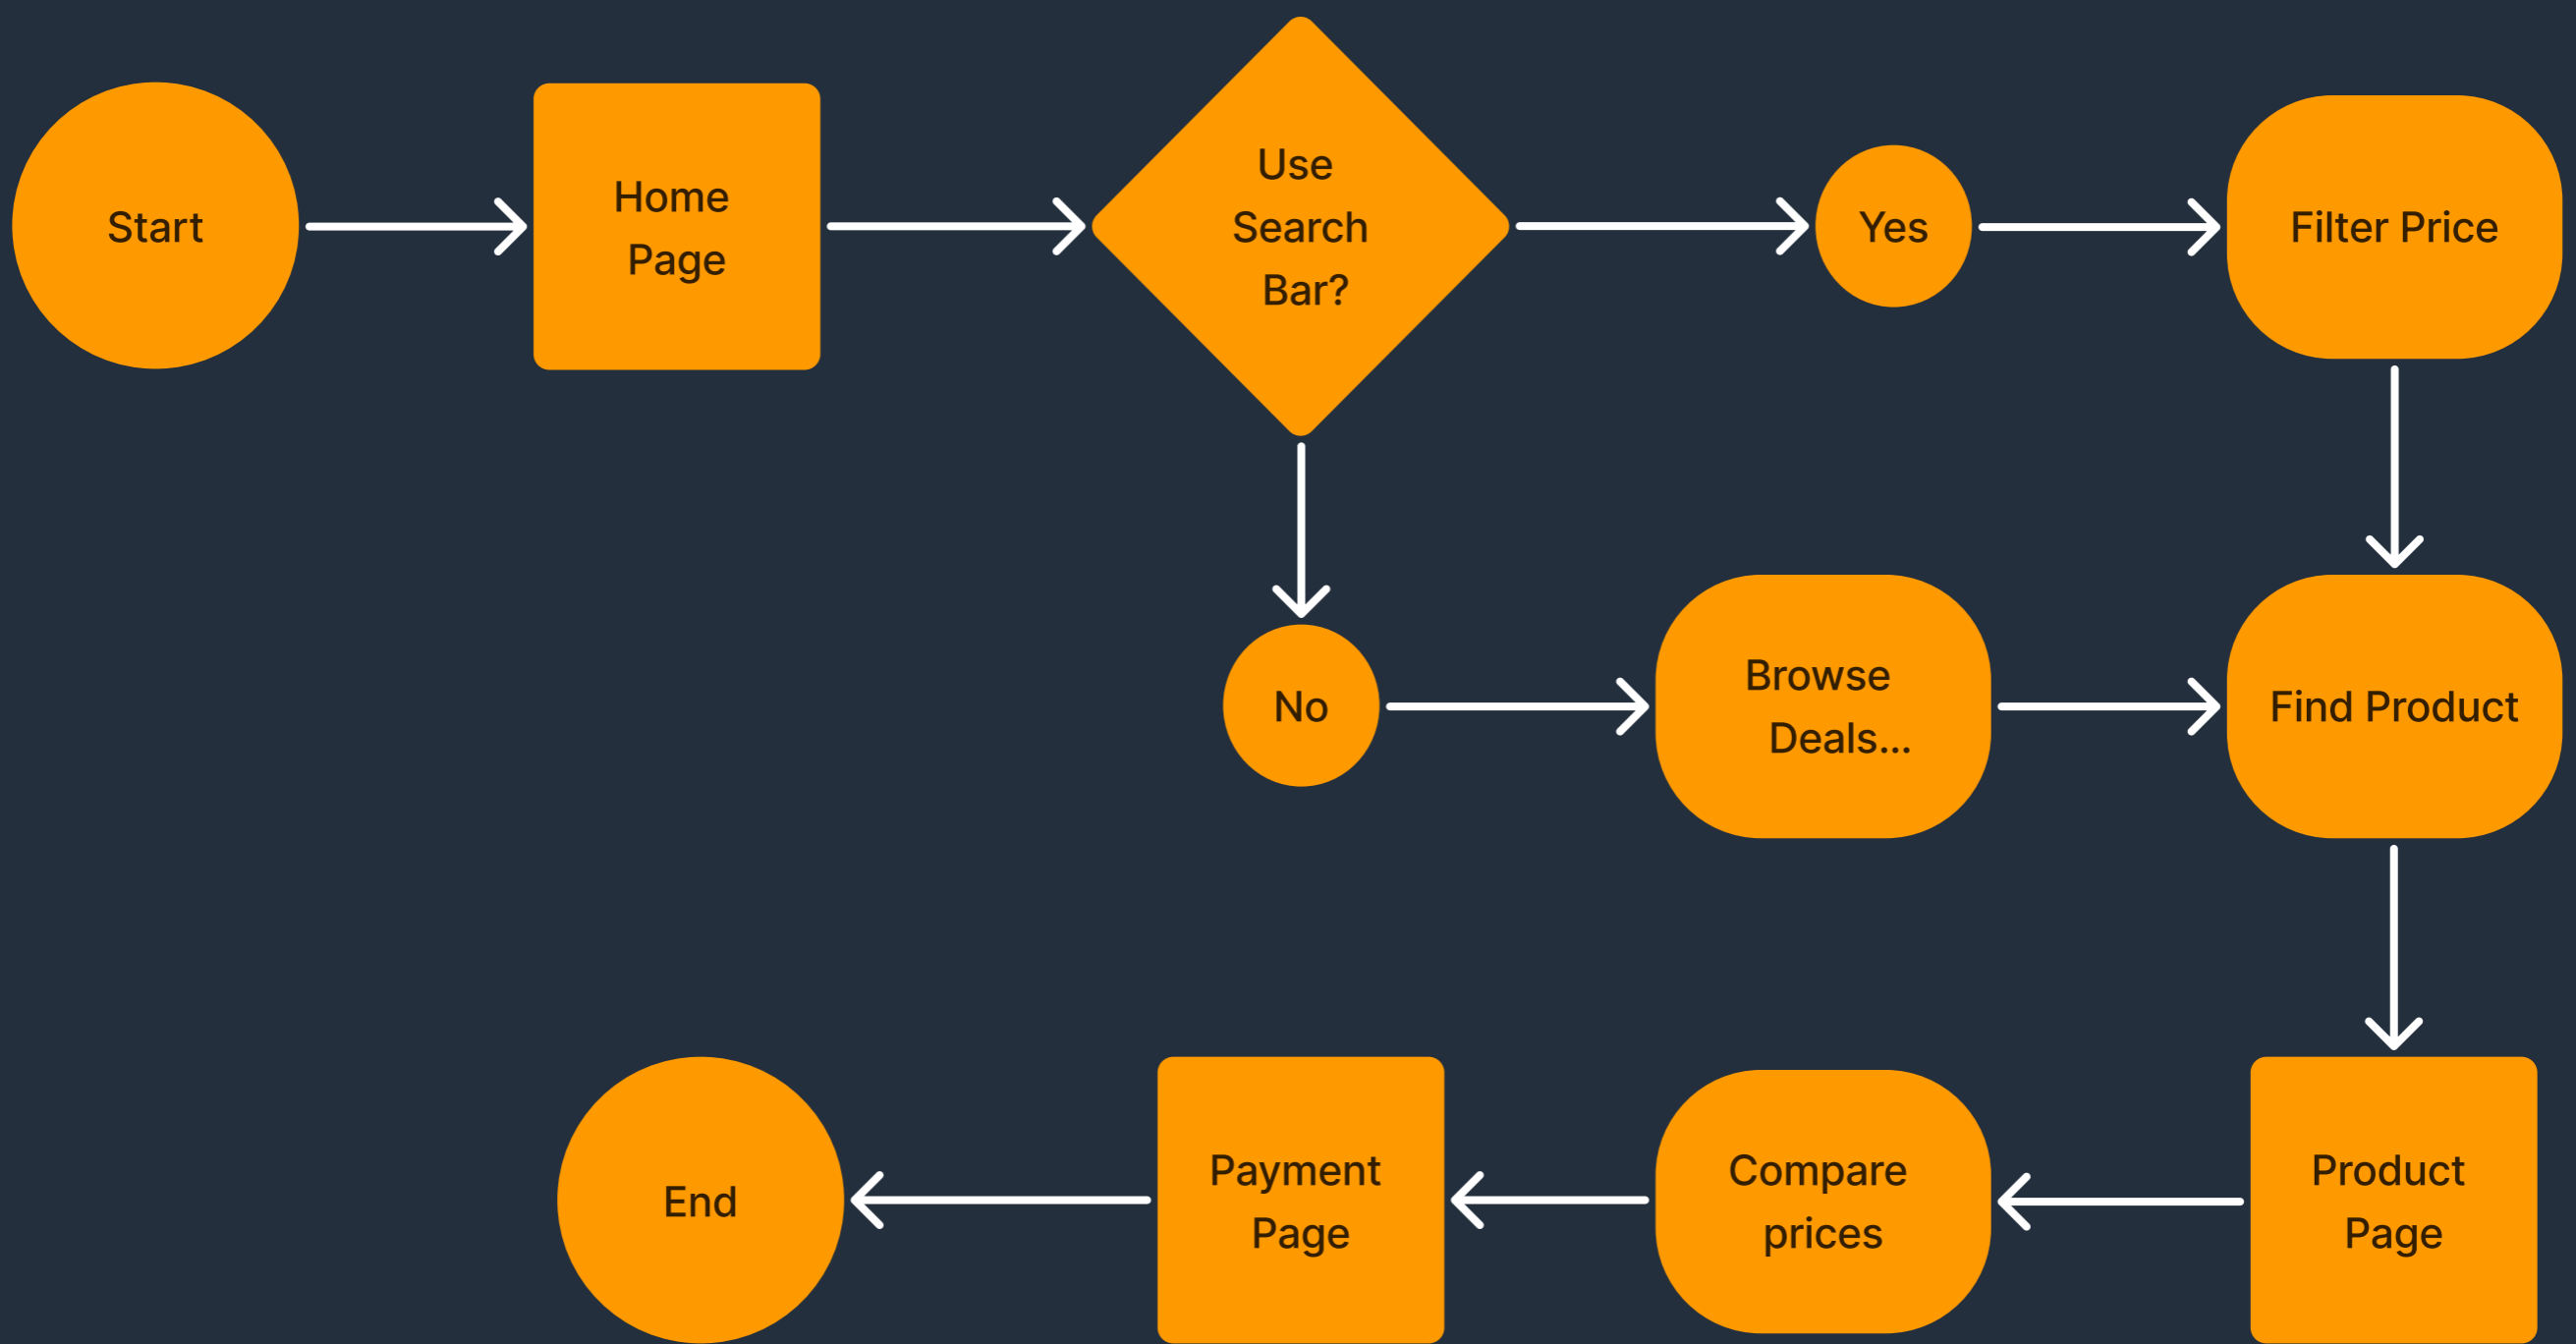 Start
Home
Page
Use
Search
Bar?
Yes
Filter Price
No
Browse
Deals...
Find Product
Product
Page
Compare
prices
Payment
Page
End